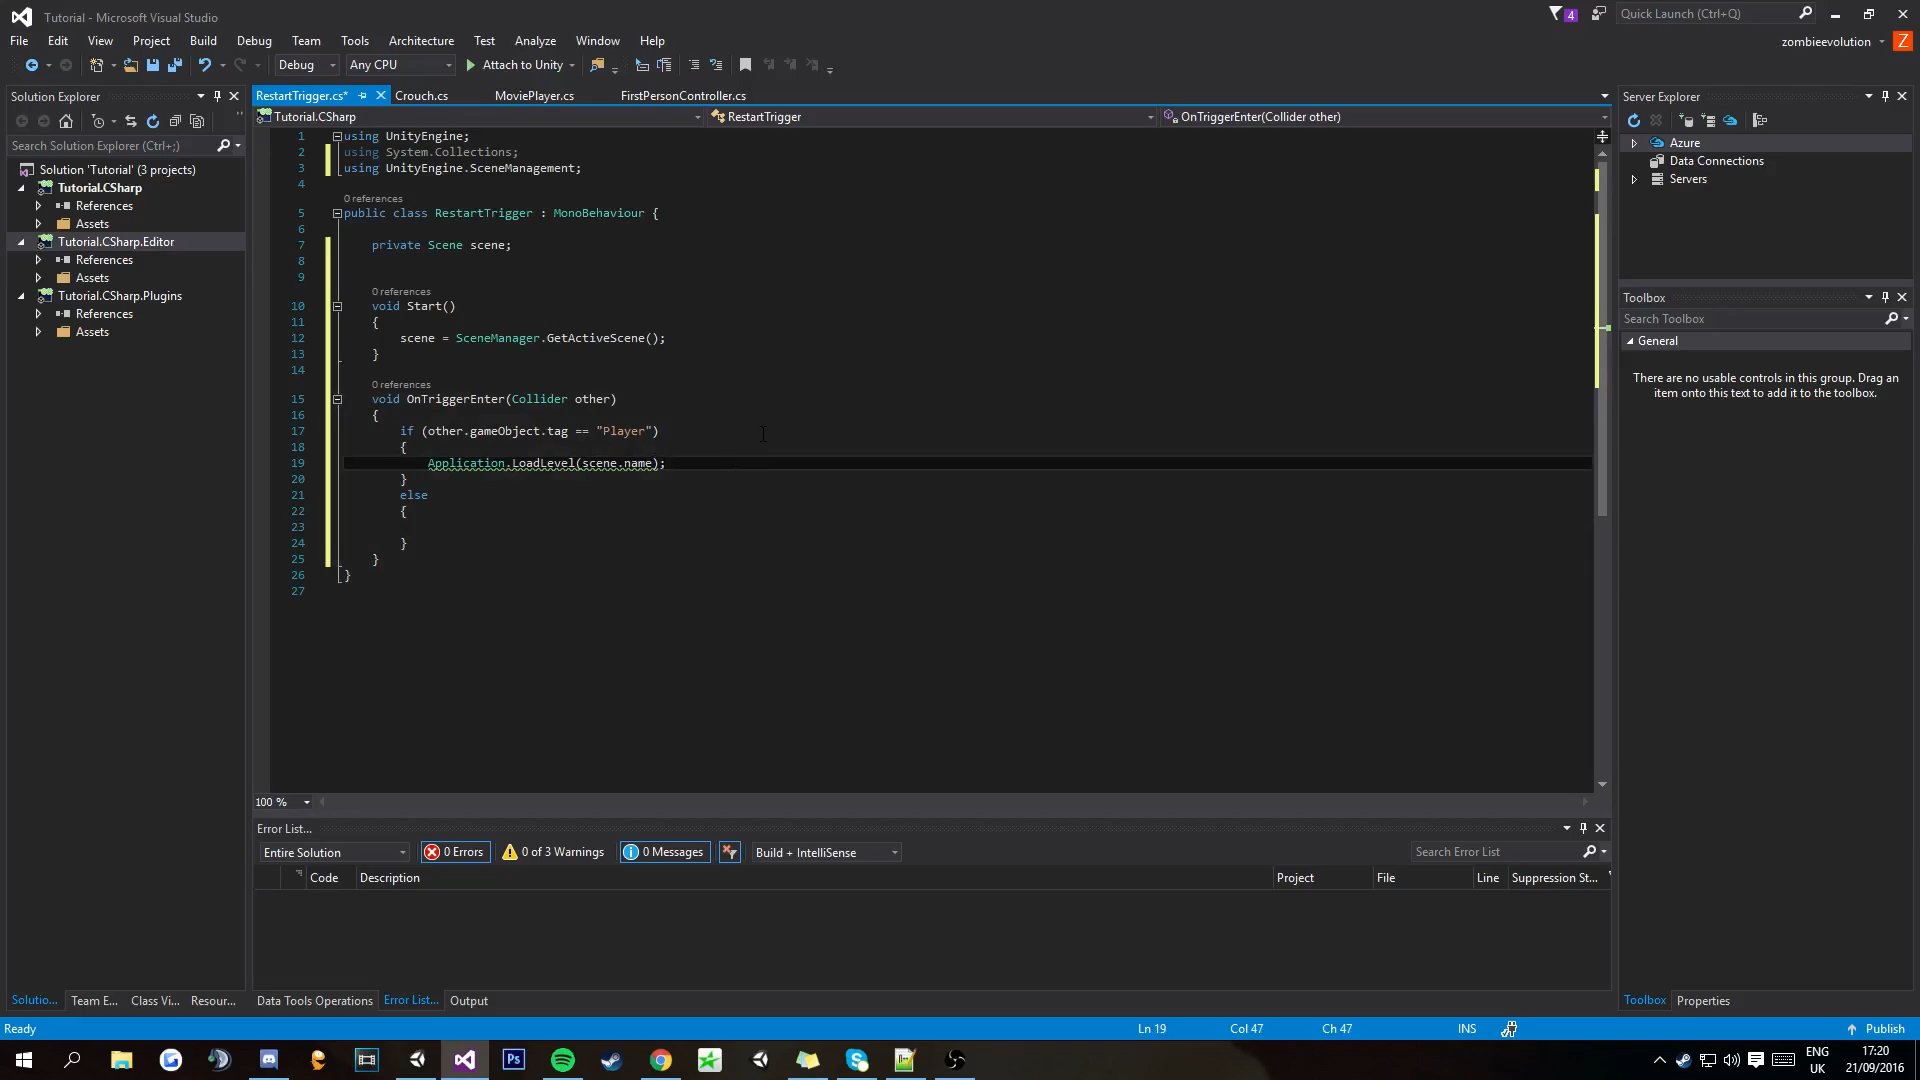 Tutorial - Microsoft Visual Studio
4
Quick Launch (Ctrl+Q)
File Edit View Project Build Debug Team Tools Architecture Test Analyze Window Help
zombieevolution
Z
Debug Any CPU Attach to Unity
Solution Explorer
Search Solution Explorer (Ctrl+;)
Solution 'Tutorial' (3 projects)
Tutorial.CSharp
References
Assets
Tutorial.CSharp.Editor
References
Assets
Tutorial.CSharp.Plugins
References
Assets
RestartTrigger.cs* Crouch.cs MoviePlayer.cs FirstPersonController.cs
Tutorial.CSharp RestartTrigger OnTriggerEnter(Collider other)
1 using UnityEngine;
2 using System.Collections;
3 using UnityEngine.SceneManagement;
4
0 references
5 public class RestartTrigger : MonoBehaviour {
6
7 private Scene scene;
8
9
0 references
10 void Start()
11 {
12 scene = SceneManager.GetActiveScene();
13 }
14
0 references
15 void OnTriggerEnter(Collider other)
16 {
17 if (other.gameObject.tag == "Player")
18 {
19 Application.LoadLevel(scene.name);
20 }
21 else
22 {
23
24 }
25 }
26 }
27
100 %
Error List...
Entire Solution 0 Errors 0 of 3 Warnings 0 Messages Build + IntelliSense Search Error List
Code Description Project File Line Suppression St...
Server Explorer
Azure
Data Connections
Servers
Toolbox
Search Toolbox
General
There are no usable controls in this group. Drag an
item onto this text to add it to the toolbox.
Solutio... Team E... Class Vi... Resour... Data Tools Operations Error List... Output Toolbox Properties
Ready Ln 19 Col 47 Ch 47 INS Publish
Ps
ENG
UK
17:20
21/09/2016